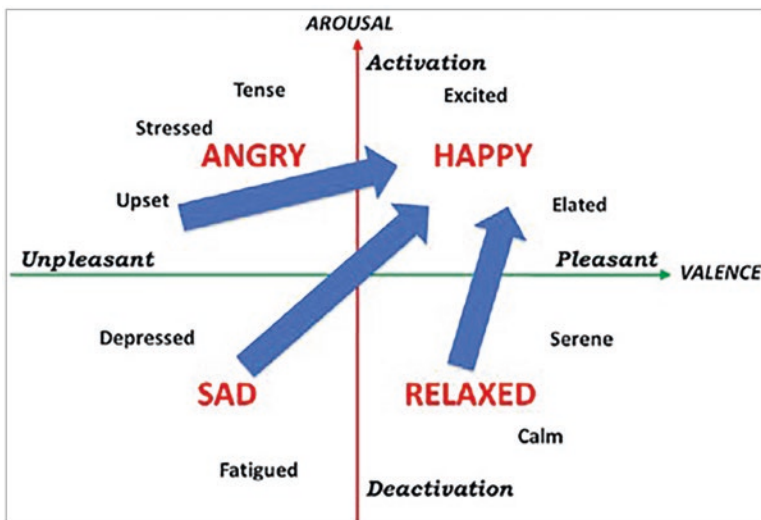 AROUSAL
Activation
Tense
Excited
Stressed
ANGRY
HAPPY
Upset
Elated
Unpleasant
Pleasant
VALENCE
Depressed
Serene
SAD
RELAXED
Calm
Fatigued
Deactivation